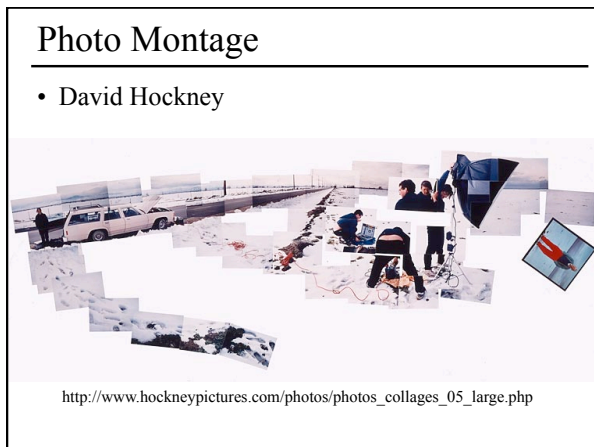 Photo Montage
• David Hockney
http://www.hockneypictures.com/photos/photos_collages_05_large.php